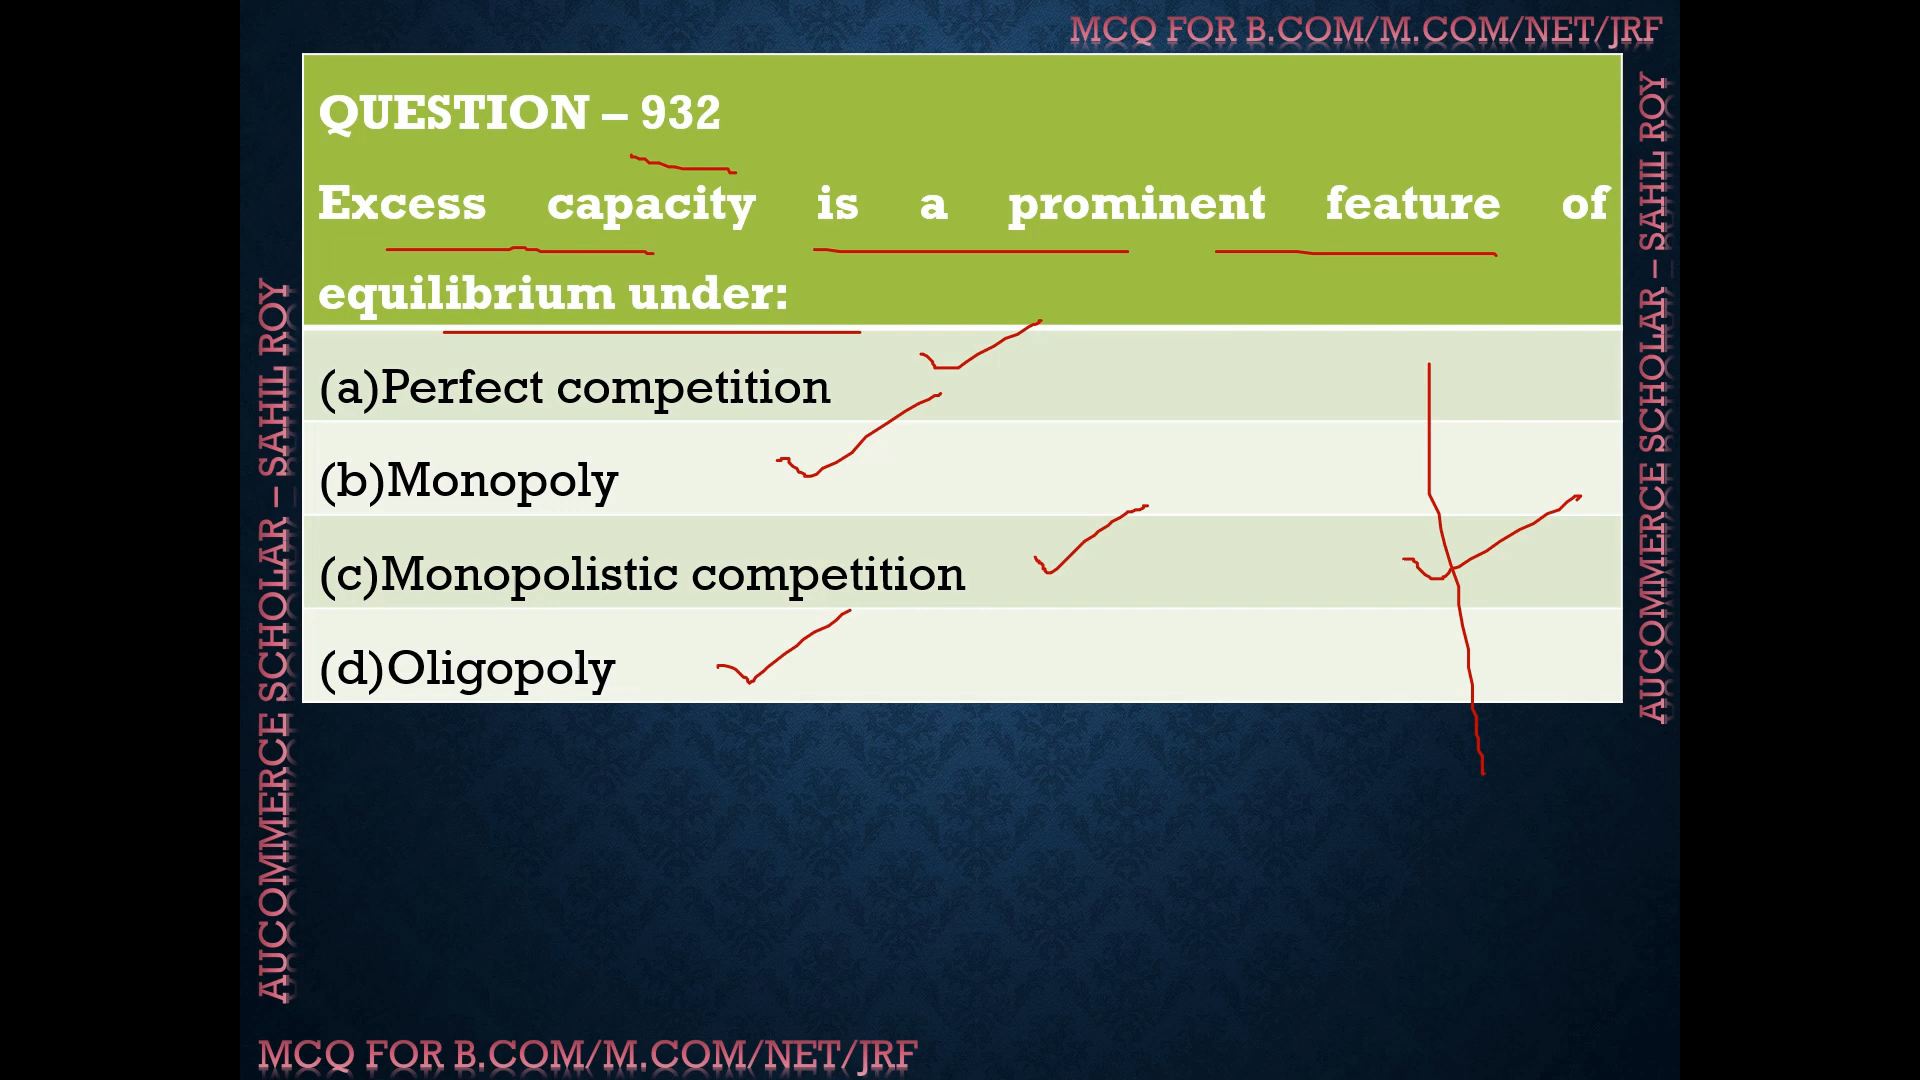 MCQ FOR B.COM/M.COM/NET/JRF
QUESTION – 932
Excess capacity is a prominent feature of
equilibrium under:
(a)Perfect competition
(b)Monopoly
(c)Monopolistic competition
(d)Oligopoly
AUCOMMERCE SCHOLAR – SAHIL ROY
AUCOMMERCE SCHOLAR – SAHIL ROY
MCQ FOR B.COM/M.COM/NET/JRF